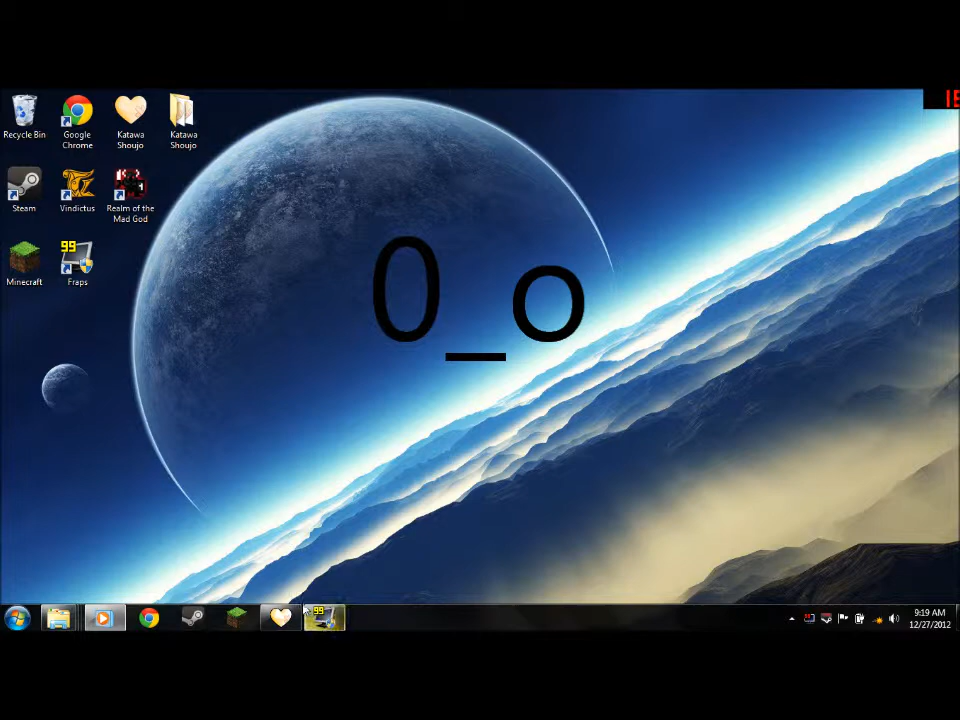 Recycle Bin
Google
Chrome
Katawa
Shoujo
Katawa
Shoujo
Steam
Vindictus
Realm of the
Mad God
Minecraft
99
Fraps
0_o
99
9:19 AM
12/27/2012